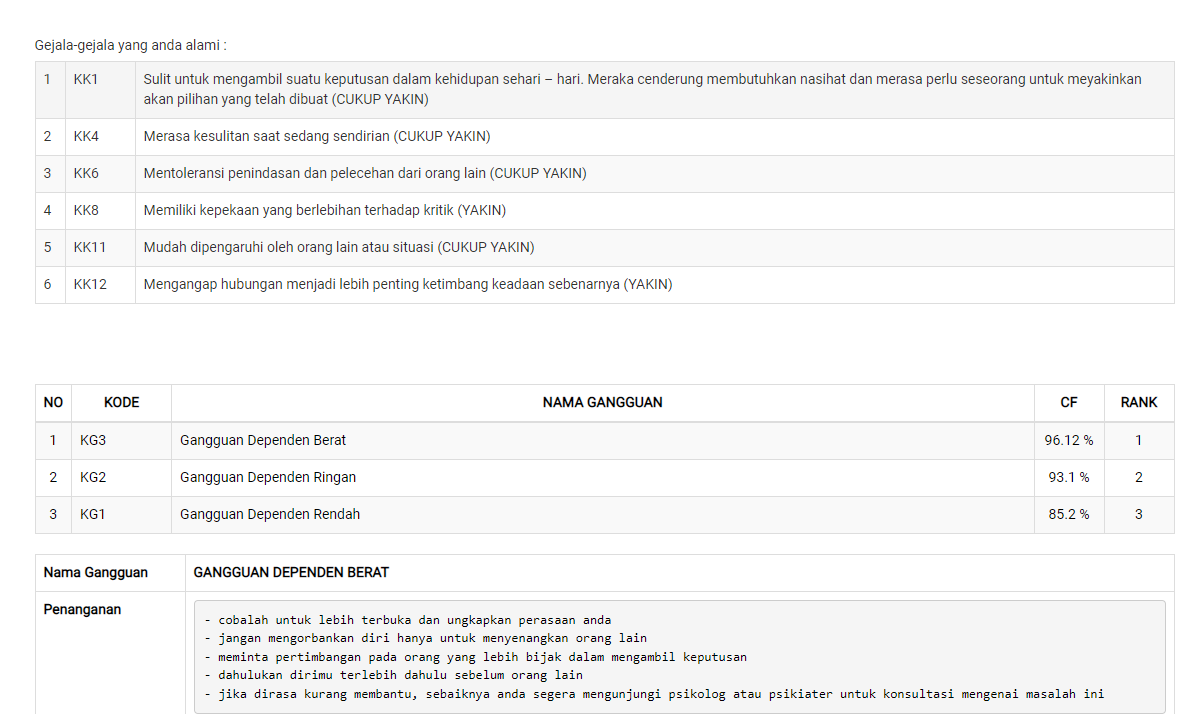 Gejala-gejala yang anda alami :
1 KK1 Sulit untuk mengambil suatu keputusan dalam kehidupan sehari – hari. Meraka cenderung membutuhkan nasihat dan merasa perlu seseorang untuk meyakinkan
akan pilihan yang telah dibuat (CUKUP YAKIN)
2 KK4 Merasa kesulitan saat sedang sendirian (CUKUP YAKIN)
3 KK6 Mentoleransi penindasan dan pelecehan dari orang lain (CUKUP YAKIN)
4 KK8 Memiliki kepekaan yang berlebihan terhadap kritik (YAKIN)
5 KK11 Mudah dipengaruhi oleh orang lain atau situasi (CUKUP YAKIN)
6 KK12 Mengangap hubungan menjadi lebih penting ketimbang keadaan sebenarnya (YAKIN)
NO KODE NAMA GANGGUAN CF RANK
1 KG3 Gangguan Dependen Berat 96.12 % 1
2 KG2 Gangguan Dependen Ringan 93.1 % 2
3 KG1 Gangguan Dependen Rendah 85.2 % 3
Nama Gangguan GANGGUAN DEPENDEN BERAT
Penanganan
- cobalah untuk lebih terbuka dan ungkapkan perasaan anda
- jangan mengorbankan diri hanya untuk menyenangkan orang lain
- meminta pertimbangan pada orang yang lebih bijak dalam mengambil keputusan
- dahulukan dirimu terlebih dahulu sebelum orang lain
- jika dirasa kurang membantu, sebaiknya anda segera mengunjungi psikolog atau psikiater untuk konsultasi mengenai masalah ini